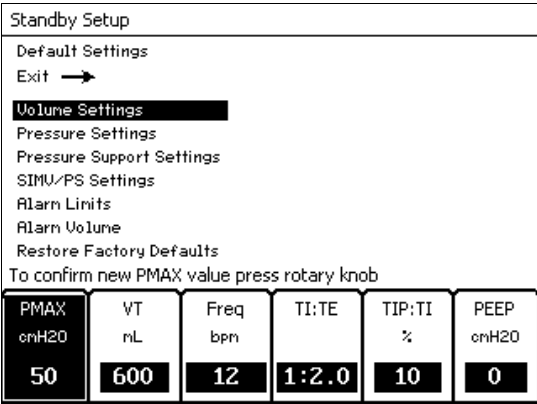 Standby Setup
Default Settings
Exit
Volume Settings
Pressure Settings
Pressure Support Settings
SIMV/PS Settings
Alarm Limits
Alarm Volume
Restore Factory Defaults
To confirm new PMAX value press rotary knob
PMAX VT Freq TI:TE TIP:TI PEEP
cmH2O mL bpm % cmH2O
50 600 12 1:2.0 10 0